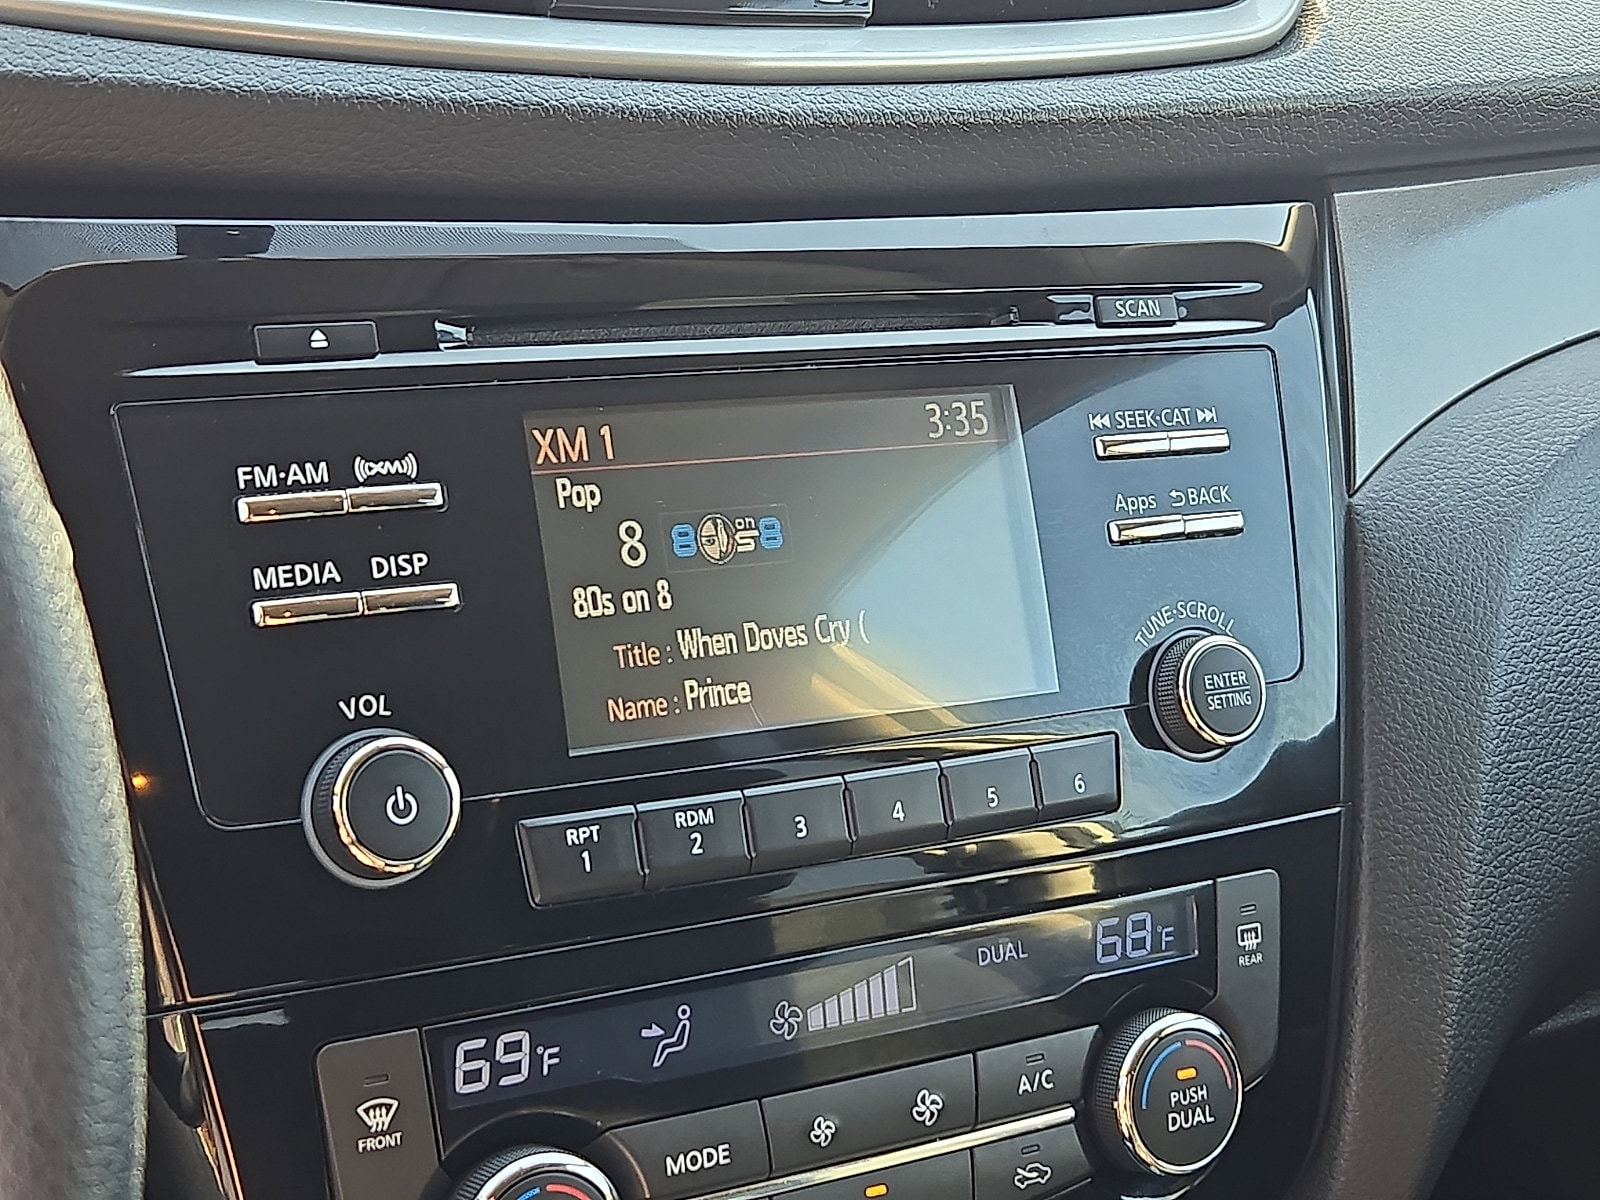 SCAN
FM·AM (((XM)))
SEEK·CAT
XM 1 3:35
Pop
8 80s on 8
80s on 8
Title : When Doves Cry (
Name : Prince
Apps BACK
MEDIA DISP
TUNE·SCROLL
ENTER
SETTING
VOL
RPT
1
RDM
2
3
4
5
6
69°F
DUAL
68°F
REAR
FRONT
MODE
A/C
PUSH
DUAL